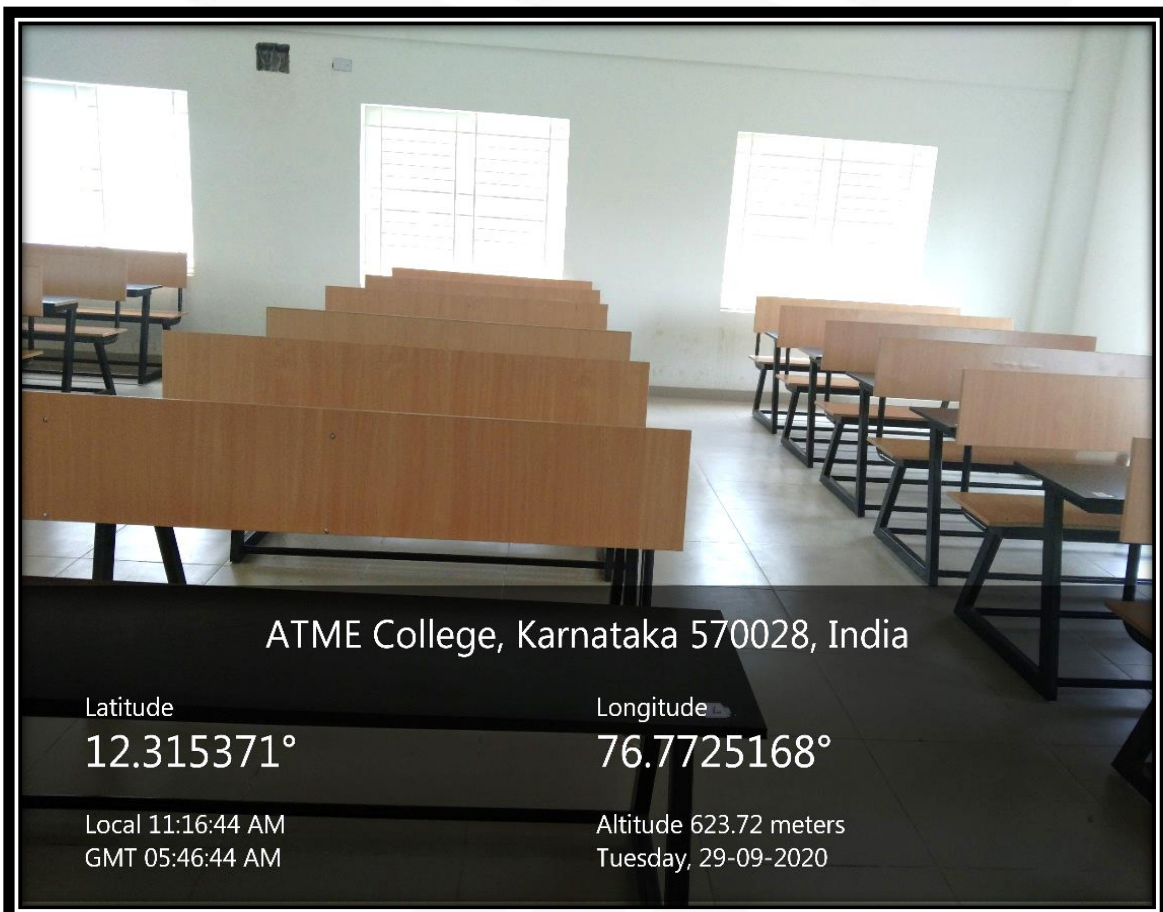 ATME College, Karnataka 570028, India
Latitude
12.315371°
Longitude
76.7725168°
Local 11:16:44 AM
GMT 05:46:44 AM
Altitude 623.72 meters
Tuesday, 29-09-2020